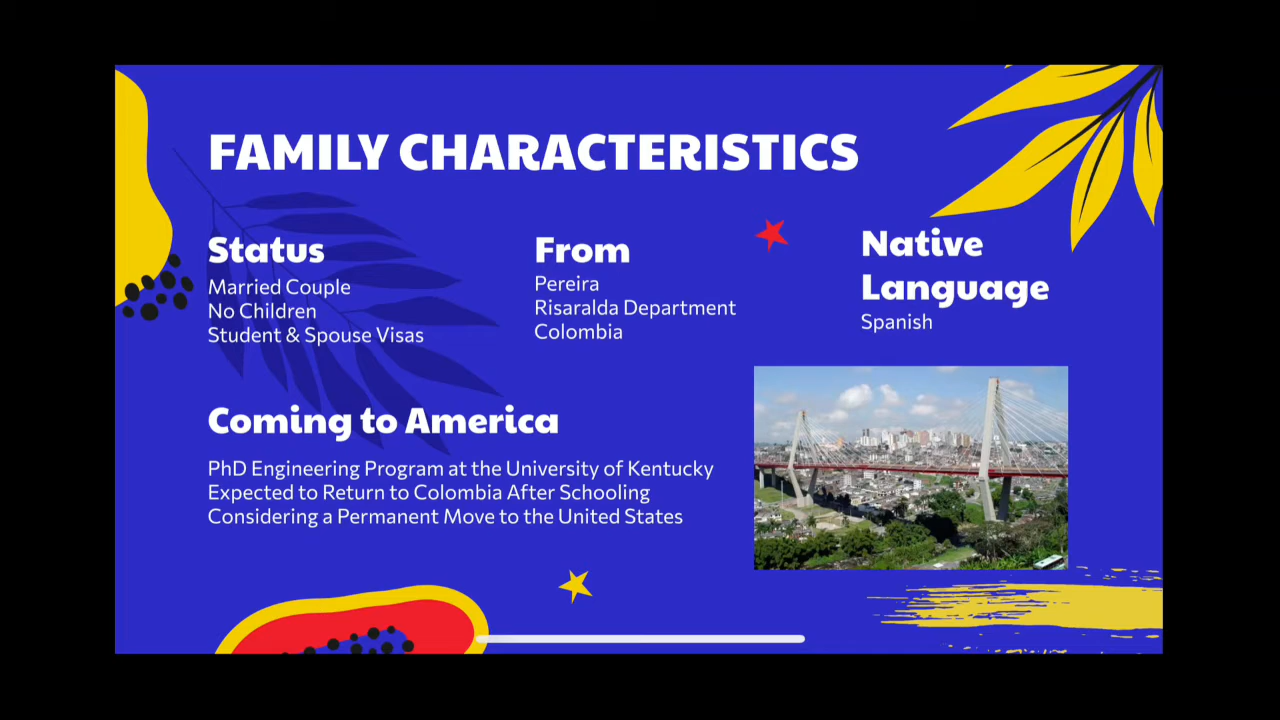 FAMILY CHARACTERISTICS
Status
Married Couple
No Children
Student & Spouse Visas
From
Pereira
Risaralda Department
Colombia
Native
Language
Spanish
Coming to America
PhD Engineering Program at the University of Kentucky
Expected to Return to Colombia After Schooling
Considering a Permanent Move to the United States